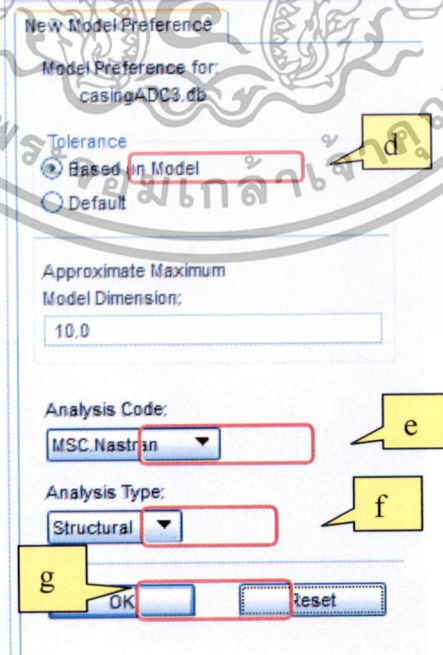 New Model Preference
Model Preference for:
casingADC3.db
Tolerance
Based on Model
d
Default
Approximate Maximum
Model Dimension:
10.0
Analysis Code:
MSC.Nastran
e
Analysis Type:
Structural
f
g
OK
Reset